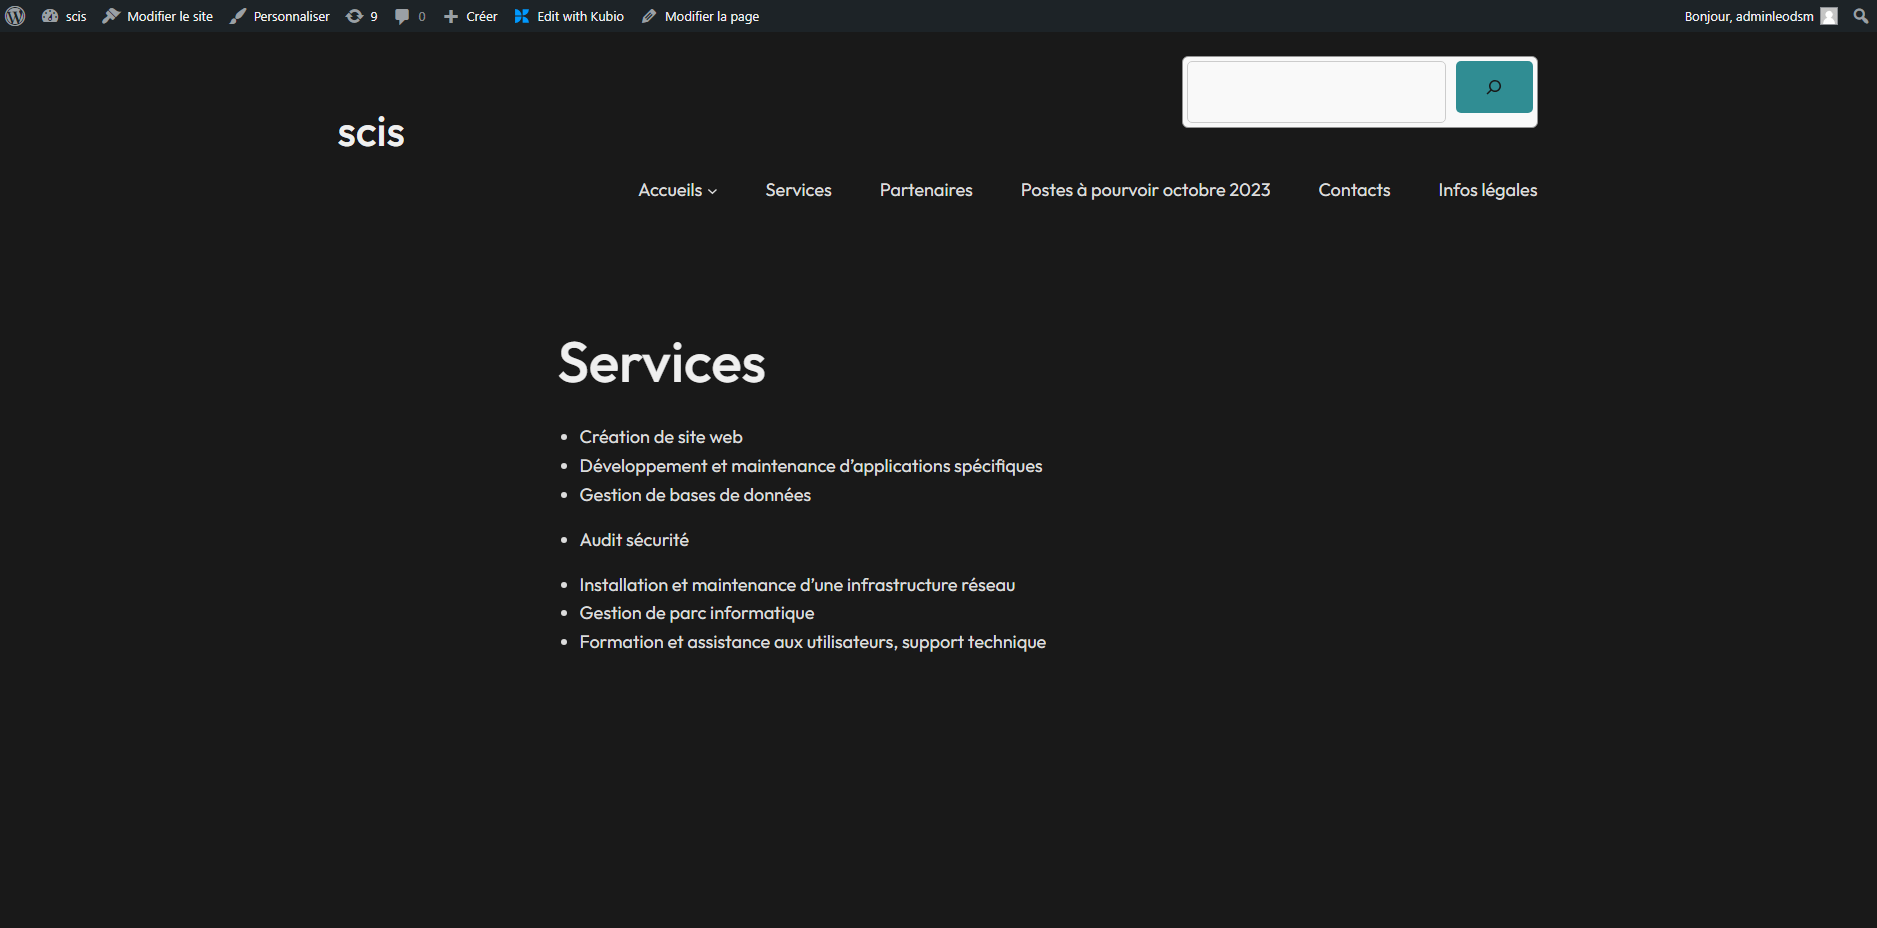 scis Modifier le site Personnaliser 9 0 Créer Edit with Kubio Modifier la page Bonjour, adminleodsm
scis
Accueils Services Partenaires Postes à pourvoir octobre 2023 Contacts Infos légales
Services
• Création de site web
• Développement et maintenance d’applications spécifiques
• Gestion de bases de données
• Audit sécurité
• Installation et maintenance d’une infrastructure réseau
• Gestion de parc informatique
• Formation et assistance aux utilisateurs, support technique